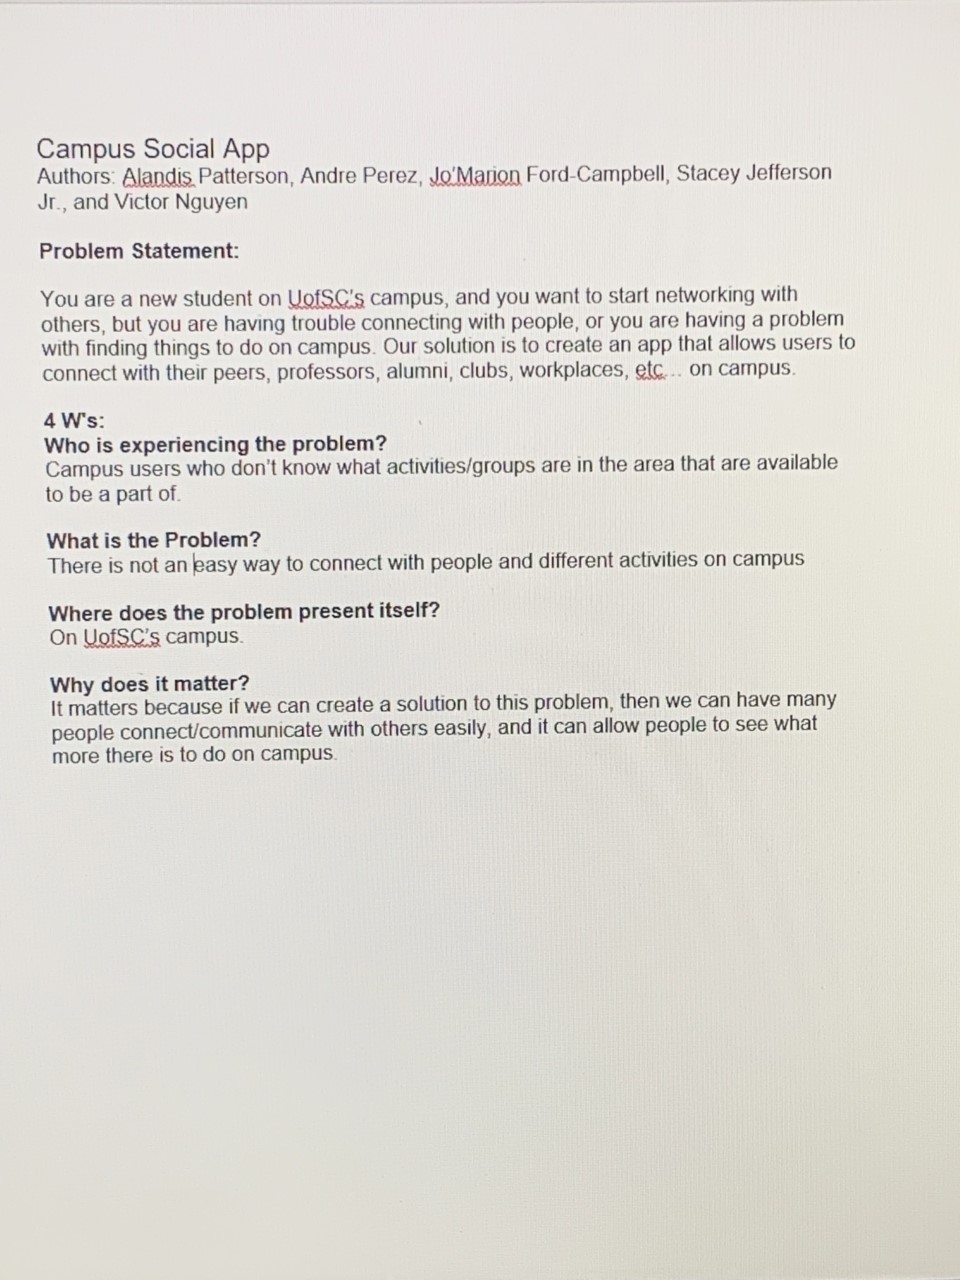 Campus Social App
Authors: Alandis Patterson, Andre Perez, Jo'Marion Ford-Campbell, Stacey Jefferson
Jr., and Victor Nguyen
Problem Statement:
You are a new student on UofSC's campus, and you want to start networking with
others, but you are having trouble connecting with people, or you are having a problem
with finding things to do on campus. Our solution is to create an app that allows users to
connect with their peers, professors, alumni, clubs, workplaces, etc... on campus.
4 W's:
Who is experiencing the problem?
Campus users who don't know what activities/groups are in the area that are available
to be a part of.
What is the Problem?
There is not an easy way to connect with people and different activities on campus
Where does the problem present itself?
On UofSC's campus.
Why does it matter?
It matters because if we can create a solution to this problem, then we can have many
people connect/communicate with others easily, and it can allow people to see what
more there is to do on campus.